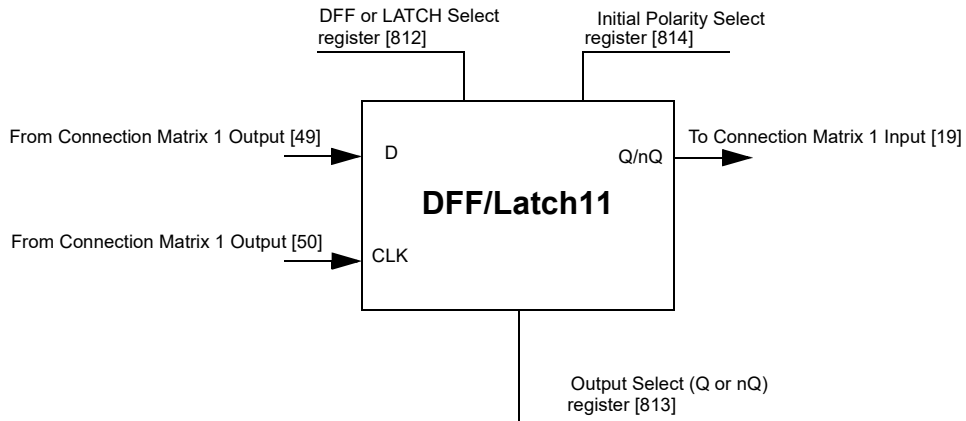 DFF or LATCH Select
register [812]
Initial Polarity Select
register [814]
From Connection Matrix 1 Output [49]
D
Q/nQ
To Connection Matrix 1 Input [19]
DFF/Latch11
From Connection Matrix 1 Output [50]
CLK
Output Select (Q or nQ)
register [813]